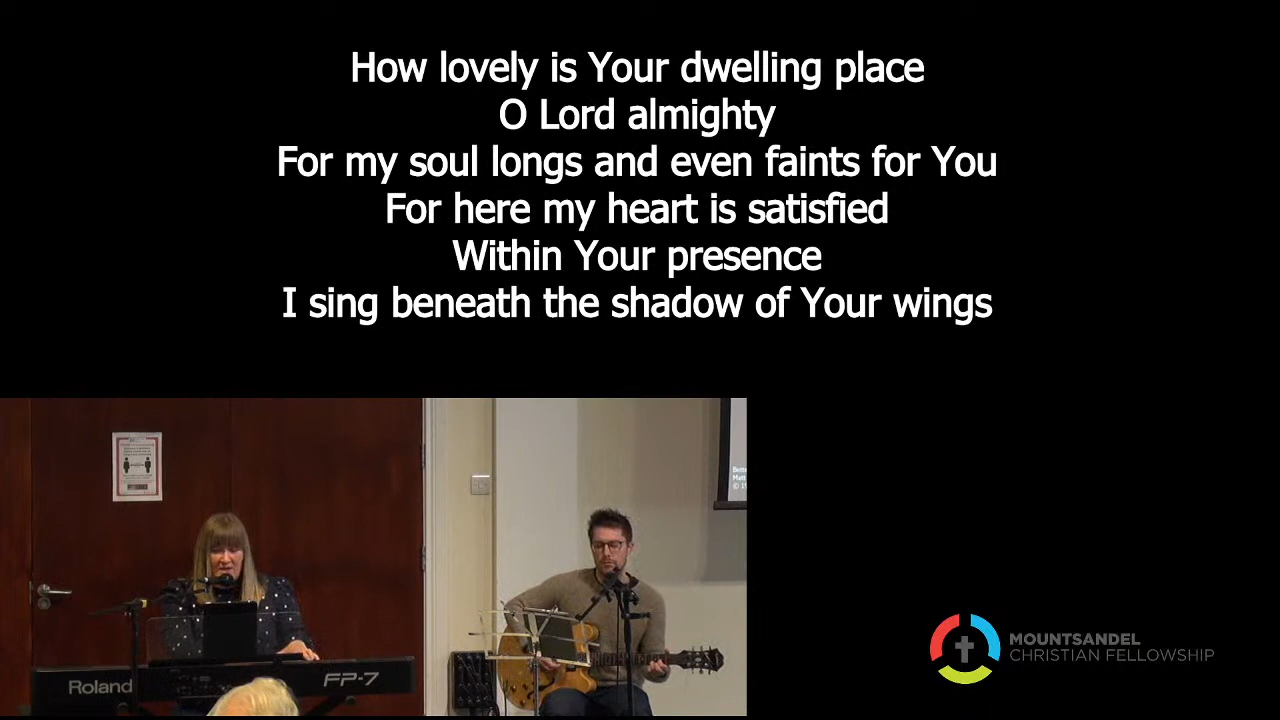 How lovely is Your dwelling place
O Lord almighty
For my soul longs and even faints for You
For here my heart is satisfied
Within Your presence
I sing beneath the shadow of Your wings
Bette
Matt
Roland
FP-7
MOUNTSANDEL
CHRISTIAN FELLOWSHIP